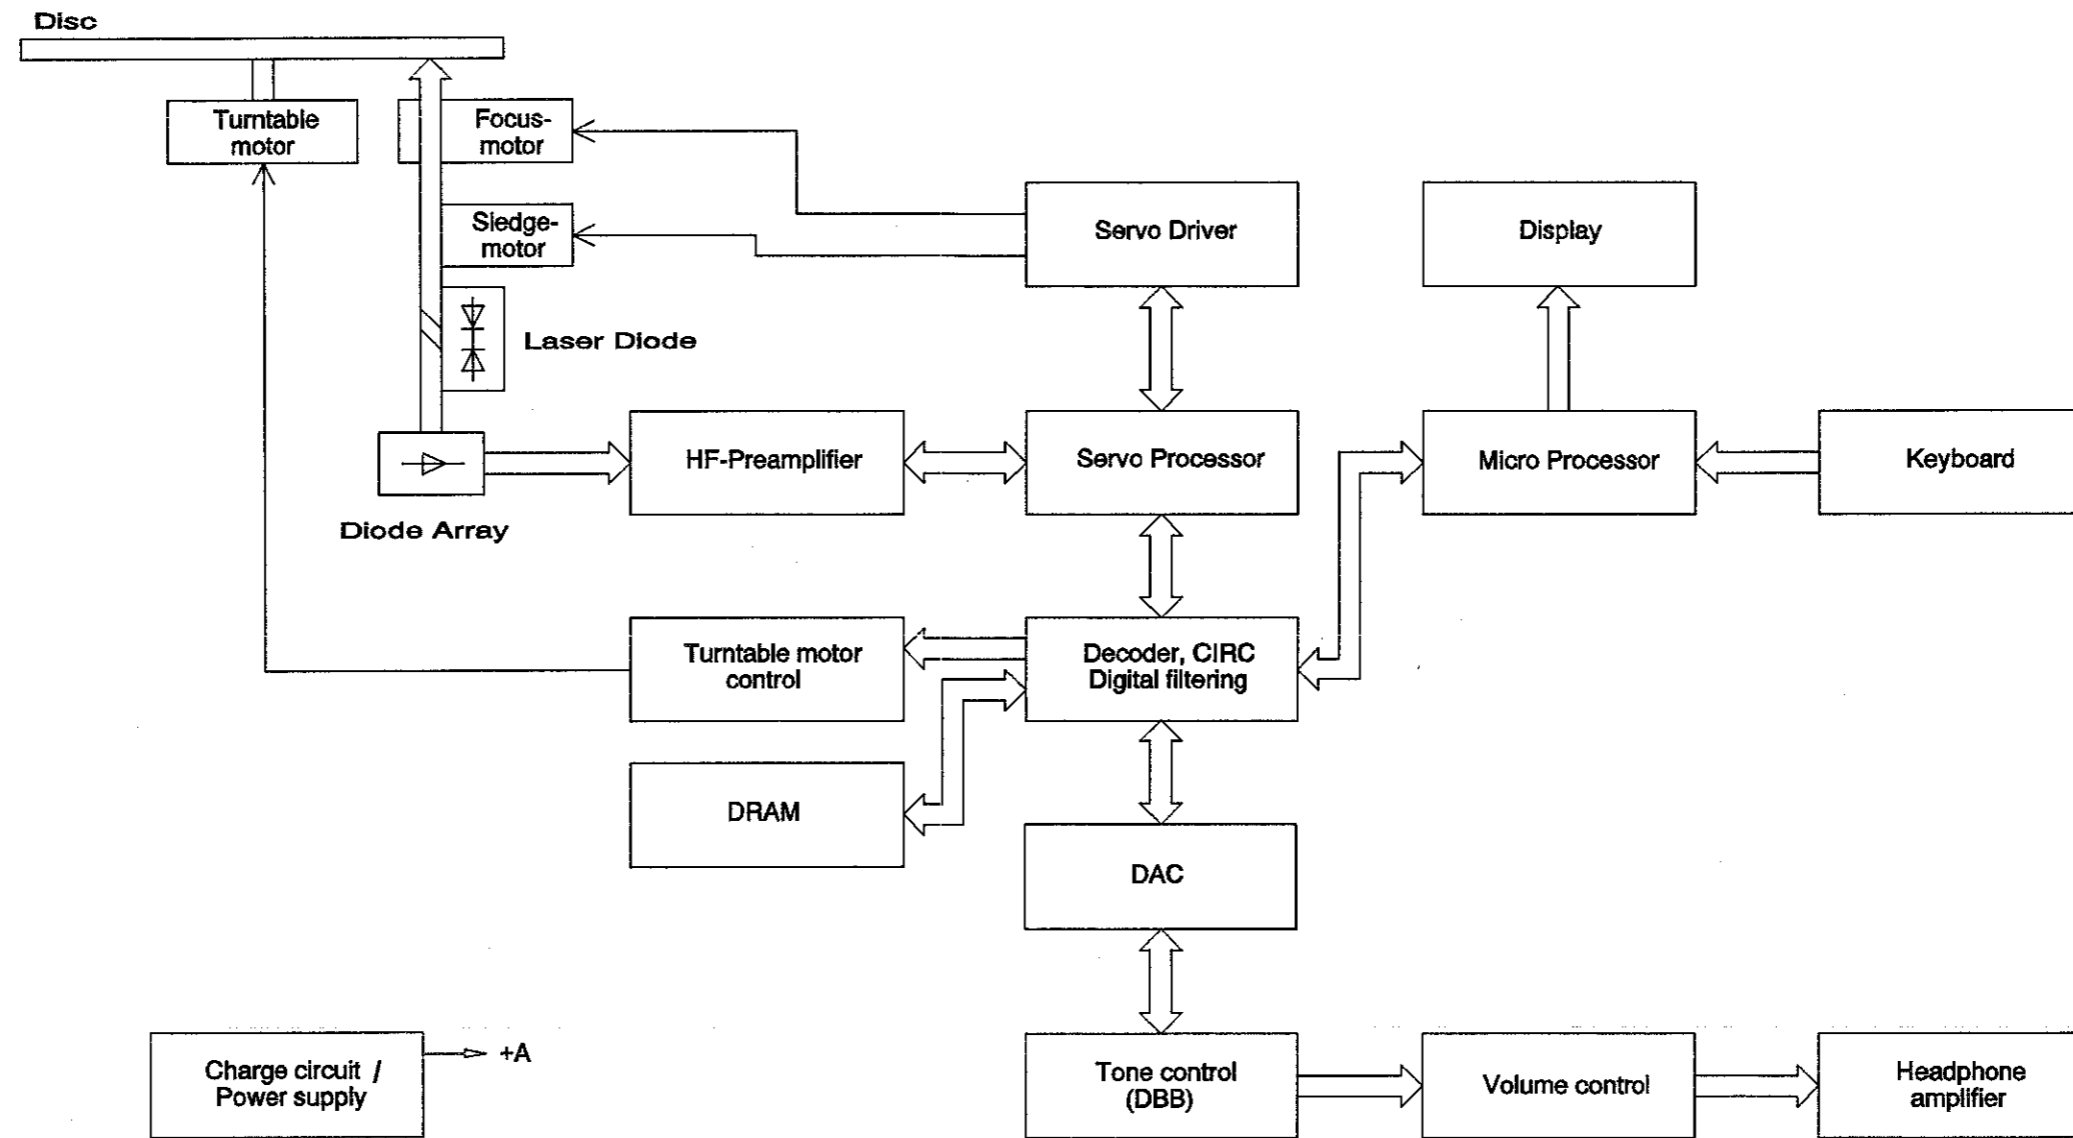 Disc
Turntable
motor
Focus-
motor
Sledge-
motor
Servo Driver
Display
Laser Diode
HF-Preamplifier
Servo Processor
Micro Processor
Keyboard
Diode Array
Turntable motor
control
Decoder, CIRC
Digital filtering
DRAM
DAC
Charge circuit /
Power supply
+A
Tone control
(DBB)
Volume control
Headphone
amplifier